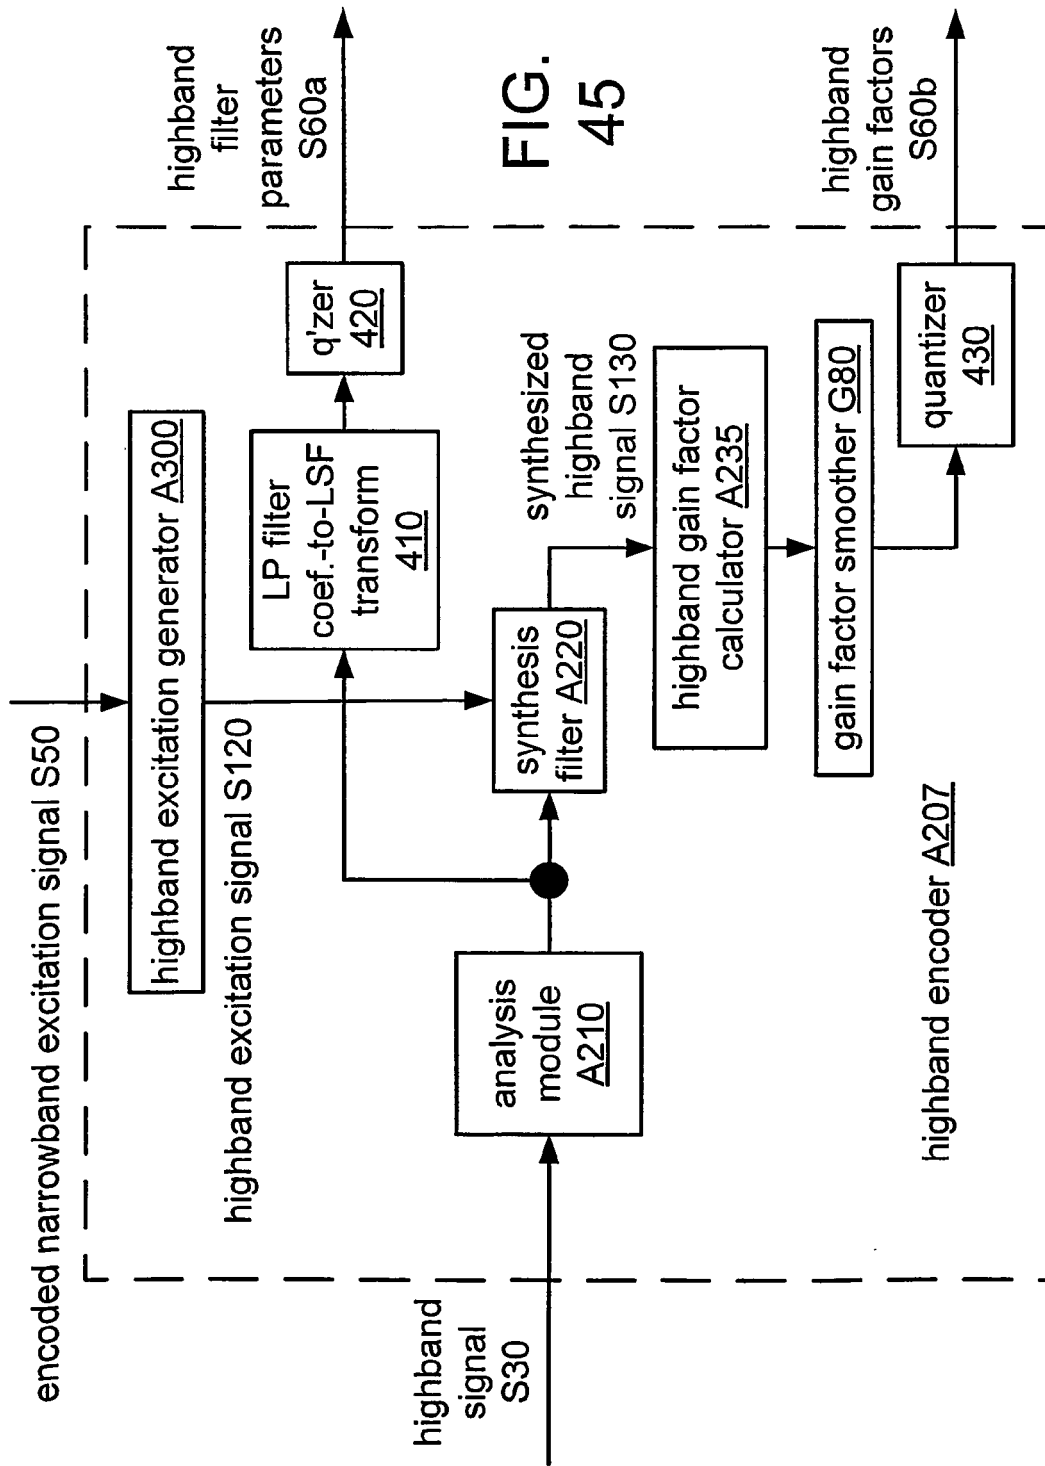 encoded narrowband excitation signal S50
highband excitation generator A300
highband excitation signal S120
LP filter
coef.-to-LSF
transform
410
q'zer
420
highband
filter
parameters
S60a
FIG.
45
highband
signal
S30
analysis
module
A210
synthesis
filter A220
synthesized
highband
signal S130
highband gain factor
calculator A235
gain factor smoother G80
quantizer
430
highband
gain factors
S60b
highband encoder A207